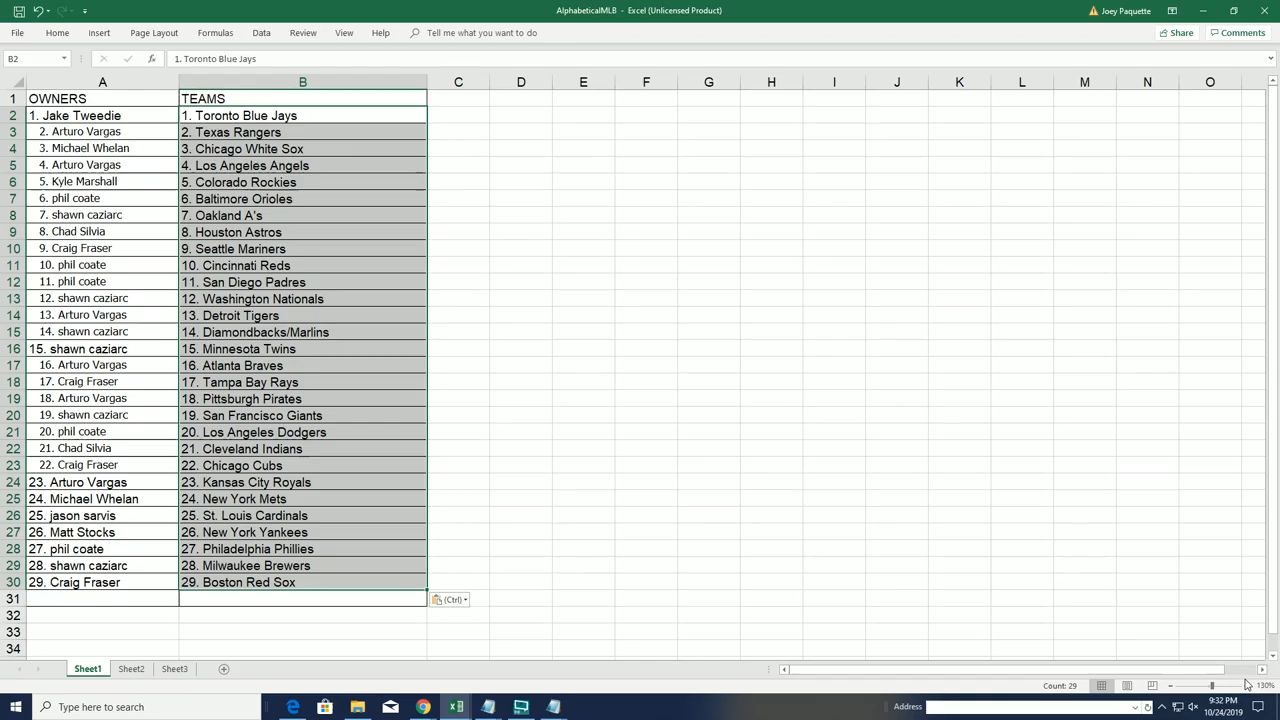 AlphabeticalMLB - Excel (Unlicensed Product)
Joey Paquette
File Home Insert Page Layout Formulas Data Review View Help Tell me what you want to do Share Comments
B2 fx 1. Toronto Blue Jays
A B C D E F G H I J K L M N O
1 OWNERS TEAMS
2 1. Jake Tweedie 1. Toronto Blue Jays
3 2. Arturo Vargas 2. Texas Rangers
4 3. Michael Whelan 3. Chicago White Sox
5 4. Arturo Vargas 4. Los Angeles Angels
6 5. Kyle Marshall 5. Colorado Rockies
7 6. phil coate 6. Baltimore Orioles
8 7. shawn caziarc 7. Oakland A's
9 8. Chad Silvia 8. Houston Astros
10 9. Craig Fraser 9. Seattle Mariners
11 10. phil coate 10. Cincinnati Reds
12 11. phil coate 11. San Diego Padres
13 12. shawn caziarc 12. Washington Nationals
14 13. Arturo Vargas 13. Detroit Tigers
15 14. shawn caziarc 14. Diamondbacks/Marlins
16 15. shawn caziarc 15. Minnesota Twins
17 16. Arturo Vargas 16. Atlanta Braves
18 17. Craig Fraser 17. Tampa Bay Rays
19 18. Arturo Vargas 18. Pittsburgh Pirates
20 19. shawn caziarc 19. San Francisco Giants
21 20. phil coate 20. Los Angeles Dodgers
22 21. Chad Silvia 21. Cleveland Indians
23 22. Craig Fraser 22. Chicago Cubs
24 23. Arturo Vargas 23. Kansas City Royals
25 24. Michael Whelan 24. New York Mets
26 25. jason sarvis 25. St. Louis Cardinals
27 26. Matt Stocks 26. New York Yankees
28 27. phil coate 27. Philadelphia Phillies
29 28. shawn caziarc 28. Milwaukee Brewers
30 29. Craig Fraser 29. Boston Red Sox
31 (Ctrl)
32
33
34
Sheet1 Sheet2 Sheet3
Count: 29 130%
Type here to search Address 9:32 PM
10/24/2019